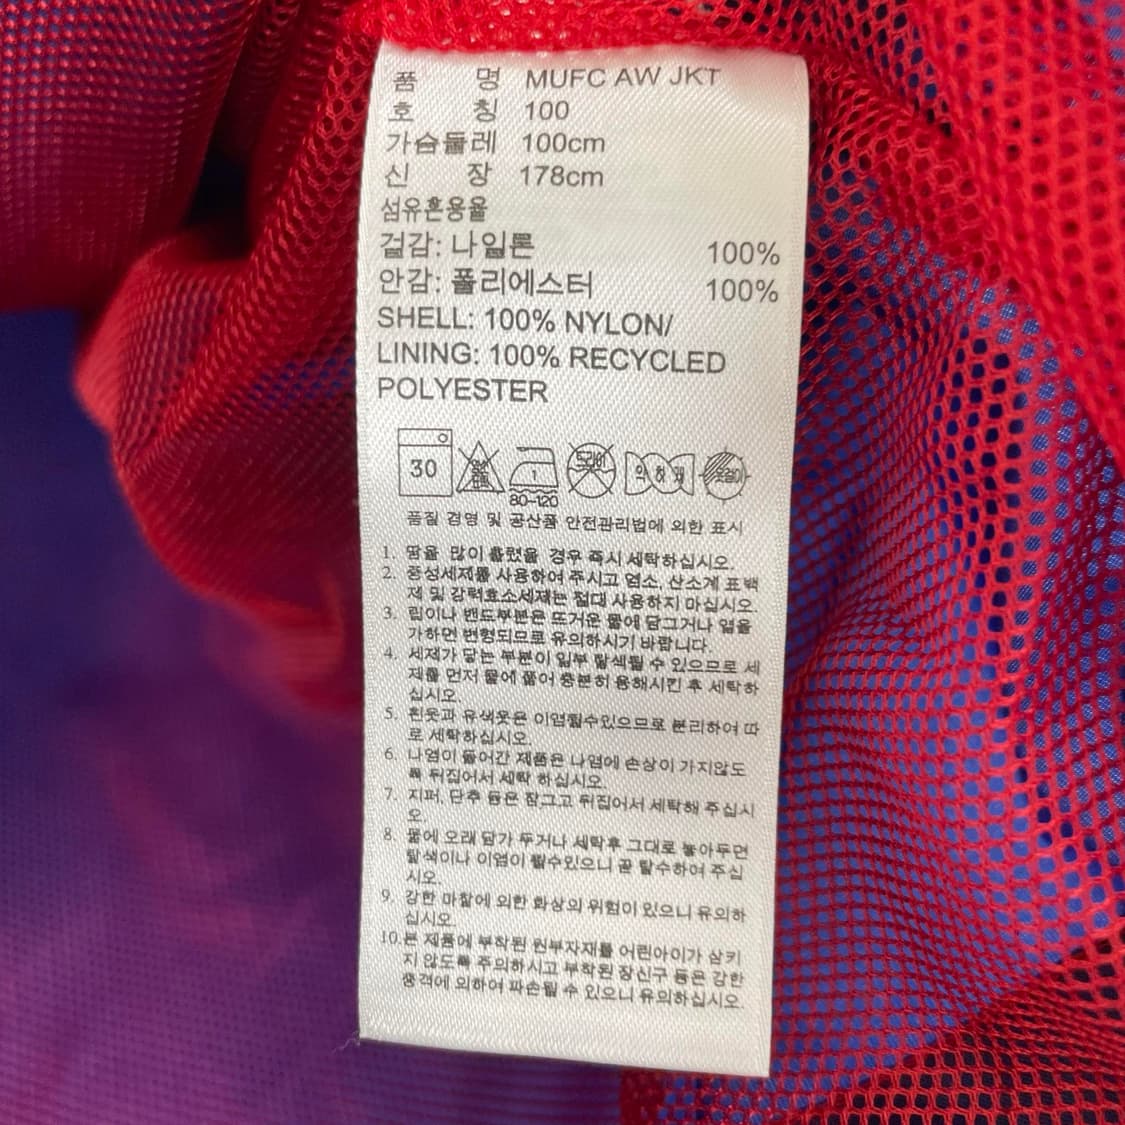 품 명 MUFC AW JKT
호 칭 100
가슴둘레 100cm
신 장 178cm
섬유혼용율
겉감: 나일론 100%
안감: 폴리에스터 100%
SHELL: 100% NYLON/
LINING: 100% RECYCLED
POLYESTER
30 1 약 하 게
80~120
품질 경영 및 공산품 안전관리법에 의한 표시
1. 땀을 많이 흘렸을 경우 즉시 세탁하십시오.
2. 중성세제를 사용하여 주시고 염소, 산소계 표백
제 및 강력효소세제는 절대 사용하지 마십시오.
3. 립이나 밴드부분은 뜨거운 물에 담그거나 열을
가하면 변형되므로 유의하시기 바랍니다.
4. 세제가 닿는 부분이 일부 탈색될 수 있으므로 세
제를 먼저 물에 풀어 충분히 용해시킨 후 세탁하
십시오.
5. 흰옷과 유색옷은 이염될수있으므로 분리하여 따
로 세탁하십시오.
6. 나염이 들어간 제품은 나염에 손상이 가지않도
록 뒤집어서 세탁 하십시오.
7. 지퍼, 단추 등은 잠그고 뒤집어서 세탁해 주십시
오.
8. 물에 오래 담가 두거나 세탁후 그대로 놓아두면
탈색이나 이염이 될수있으니 곧 탈수하여 주십
시오.
9. 강한 마찰에 의한 화상의 위험이 있으니 유의하
십시오.
10.본 제품에 부착된 원부자재를 어린아이가 삼키
지 않도록 주의하시고 부착된 장신구 등은 강한
충격에 의하여 파손될 수 있으니 유의하십시오.